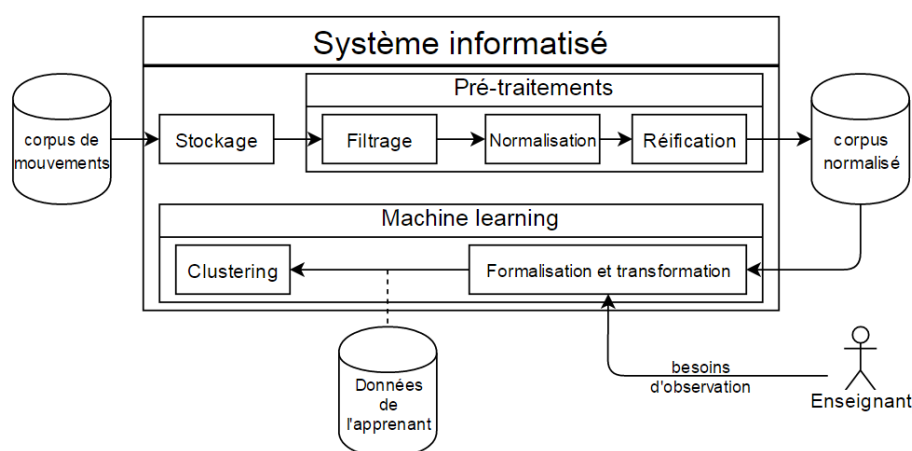 Système informatisé
Pré-traitements
corpus de
mouvements
Stockage
Filtrage
Normalisation
Réification
corpus
normalisé
Machine learning
Clustering
Formalisation et transformation
Données
de
l'apprenant
besoins
d'observation
Enseignant